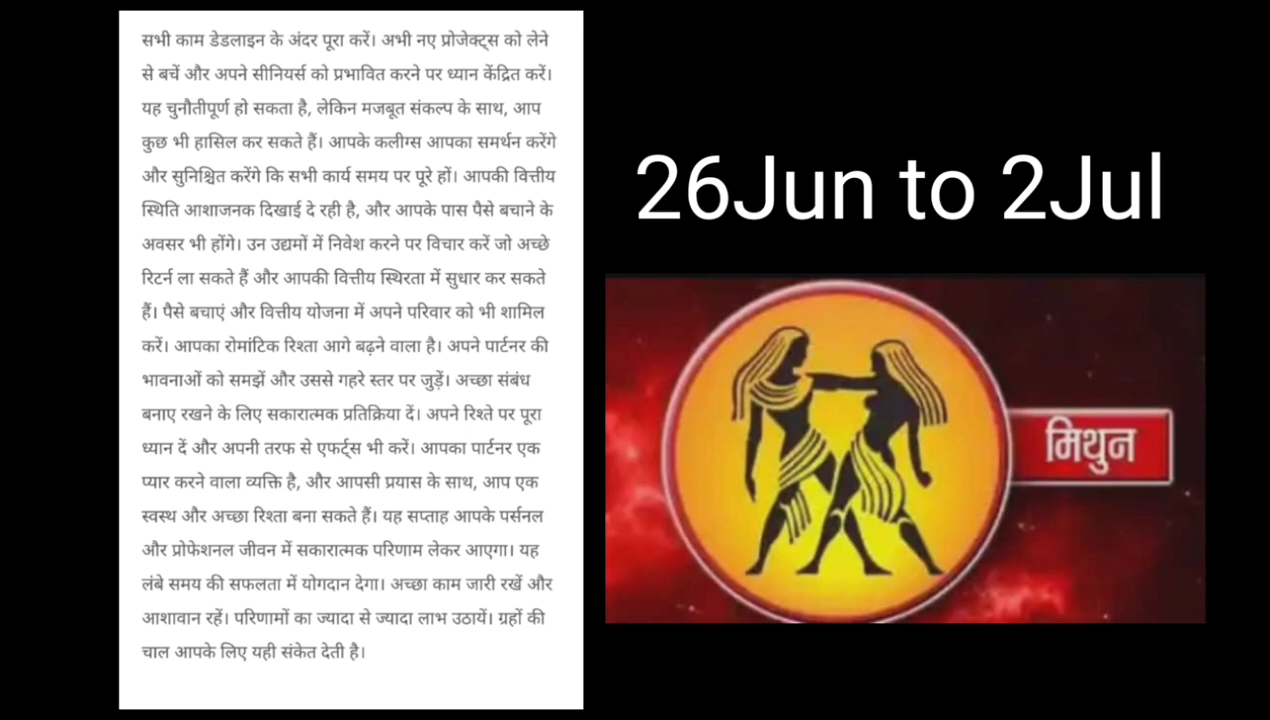 सभी काम डेडलाइन के अंदर पूरा करें। अभी नए प्रोजेक्ट्स को लेने
से बचें और अपने सीनियर्स को प्रभावित करने पर ध्यान केंद्रित करें।
यह चुनौतीपूर्ण हो सकता है, लेकिन मजबूत संकल्प के साथ, आप
कुछ भी हासिल कर सकते हैं। आपके कलीग्स आपका समर्थन करेंगे
और सुनिश्चित करेंगे कि सभी कार्य समय पर पूरे हों। आपकी वित्तीय
स्थिति आशाजनक दिखाई दे रही है, और आपके पास पैसे बचाने के
अवसर भी होंगे। उन उद्यमों में निवेश करने पर विचार करें जो अच्छे
रिटर्न ला सकते हैं और आपकी वित्तीय स्थिरता में सुधार कर सकते
हैं। पैसे बचाएं और वित्तीय योजना में अपने परिवार को भी शामिल
करें। आपका रोमांटिक रिश्ता आगे बढ़ने वाला है। अपने पार्टनर की
भावनाओं को समझें और उससे गहरे स्तर पर जुड़ें। अच्छा संबंध
बनाए रखने के लिए सकारात्मक प्रतिक्रिया दें। अपने रिश्ते पर पूरा
ध्यान दें और अपनी तरफ से एफर्ट्स भी करें। आपका पार्टनर एक
प्यार करने वाला व्यक्ति है, और आपसी प्रयास के साथ, आप एक
स्वस्थ और अच्छा रिश्ता बना सकते हैं। यह सप्ताह आपके पर्सनल
और प्रोफेशनल जीवन में सकारात्मक परिणाम लेकर आएगा। यह
लंबे समय की सफलता में योगदान देगा। अच्छा काम जारी रखें और
आशावान रहें। परिणामों का ज्यादा से ज्यादा लाभ उठायें। ग्रहों की
चाल आपके लिए यही संकेत देती है।
26Jun to 2Jul
मिथुन